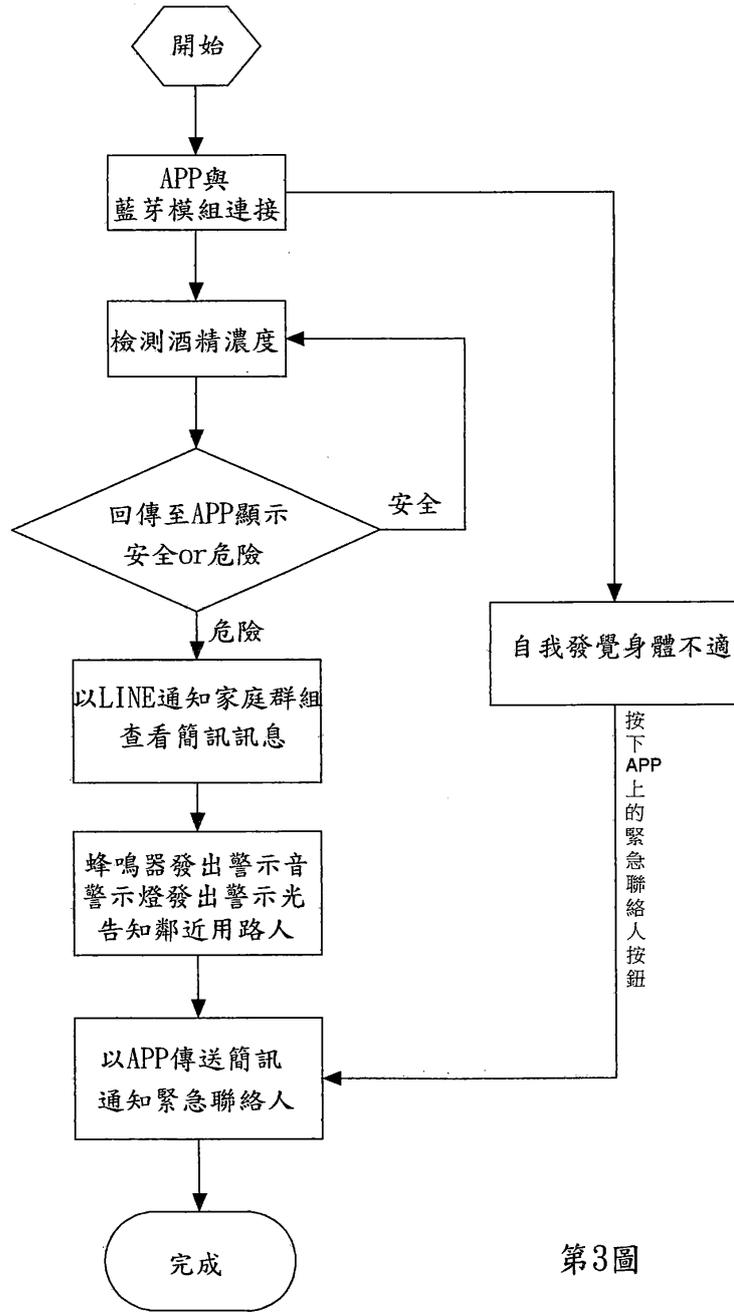 開始
APP與
藍芽模組連接
檢測酒精濃度
回傳至APP顯示
安全or危險
安全
危險
以LINE通知家庭群組
查看簡訊訊息
蜂鳴器發出警示音
警示燈發出警示光
告知鄰近用路人
以APP傳送簡訊
通知緊急聯絡人
完成
自我發覺身體不適
按下APP上的緊急聯絡人按鈕
第3圖